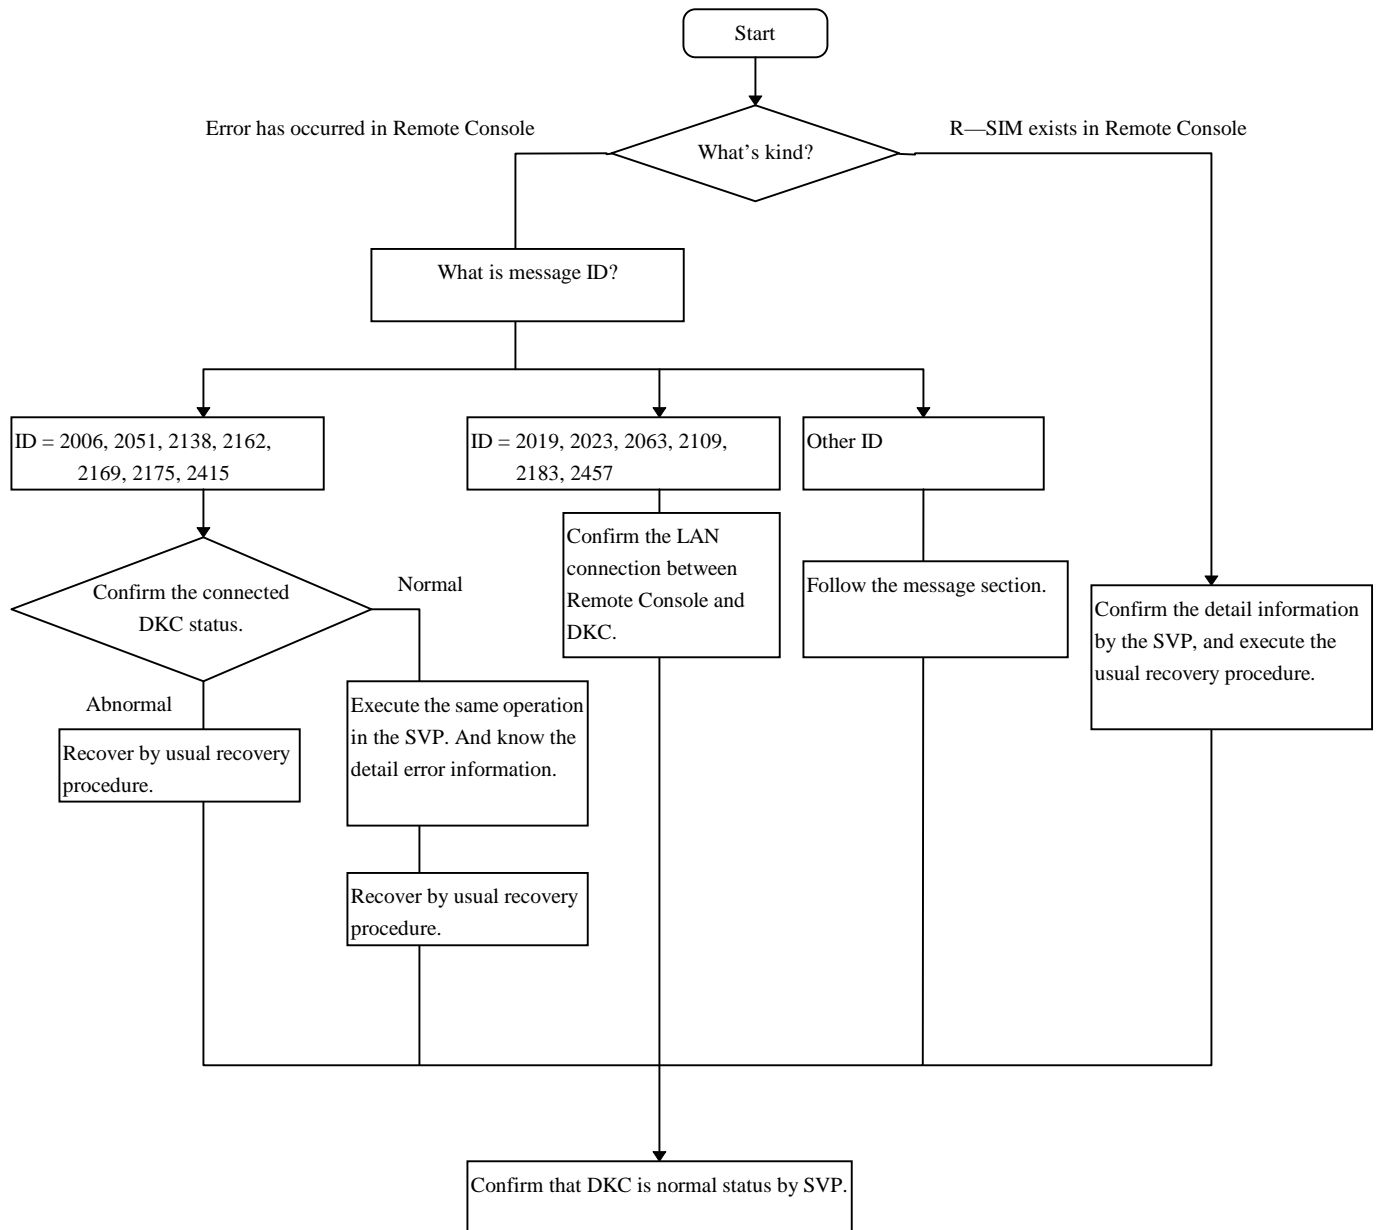 Start
Error has occurred in Remote Console
R—SIM exists in Remote Console
What’s kind?
What is message ID?
ID = 2006, 2051, 2138, 2162,
2169, 2175, 2415
ID = 2019, 2023, 2063, 2109,
2183, 2457
Other ID
Confirm the connected
DKC status.
Normal
Abnormal
Recover by usual recovery
procedure.
Execute the same operation
in the SVP. And know the
detail error information.
Recover by usual recovery
procedure.
Confirm the LAN
connection between
Remote Console and
DKC.
Follow the message section.
Confirm the detail information
by the SVP, and execute the
usual recovery procedure.
Confirm that DKC is normal status by SVP.